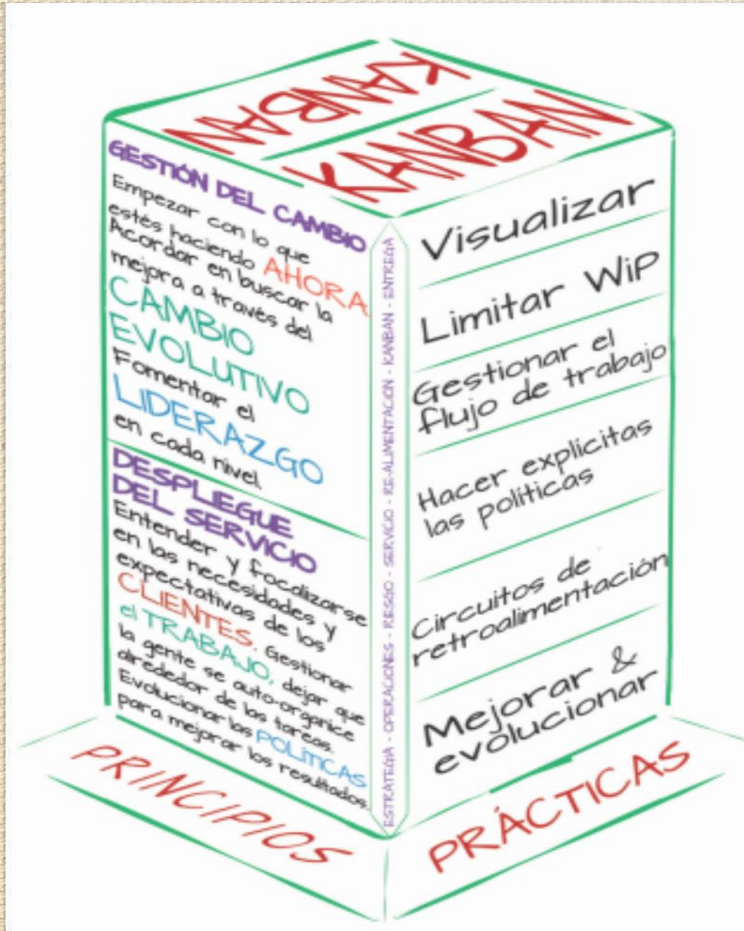 KANBAN
KANBAN
GESTIÓN DEL CAMBIO
Empezar con lo que
estés haciendo AHORA
Acordar en buscar la
mejora a través del
CAMBIO
EVOLUTIVO
Fomentar el
LIDERAZGO
en cada nivel
DESPLIEGUE
DEL SERVICIO
Entender y focalizarse
en las necesidades y
expectativas de los
CLIENTES. Gestionar
el TRABAJO, dejar que
la gente se auto-organice
alrededor de las tareas.
Evolucionar las POLÍTICAS
para mejorar los resultados.
ESTRATEGIA - OPERACIONES - RIESGO - SERVICIO - RE-ALIMENTACIÓN - KANBAN - ENTREGA
Visualizar
Limitar WiP
Gestionar el
flujo de trabajo
Hacer explícitas
las políticas
Circuitos de
retroalimentación
Mejorar &
evolucionar
PRINCIPIOS
PRÁCTICAS